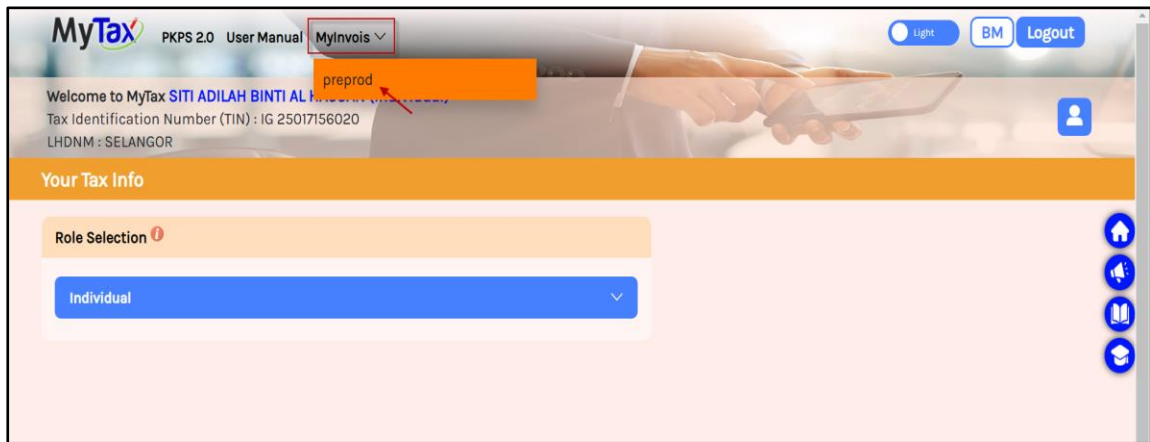 MyTax PKPS 2.0 User Manual MyInvois Light BM Logout
preprod
Welcome to MyTax SITI ADILAH BINTI AL
Tax Identification Number (TIN) : IG 25017156020
LHDNM : SELANGOR
Your Tax Info
Role Selection
Individual